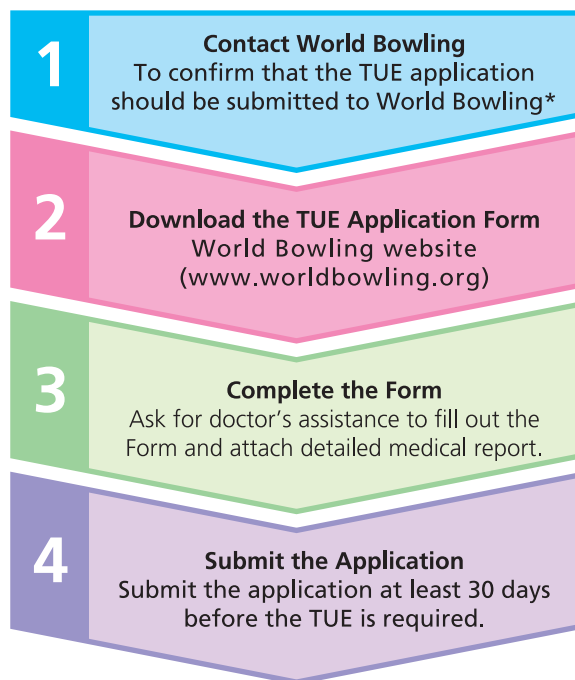 1
Contact World Bowling
To confirm that the TUE application
should be submitted to World Bowling*
2
Download the TUE Application Form
World Bowling website
(www.worldbowling.org)
3
Complete the Form
Ask for doctor’s assistance to fill out the
Form and attach detailed medical report.
4
Submit the Application
Submit the application at least 30 days
before the TUE is required.